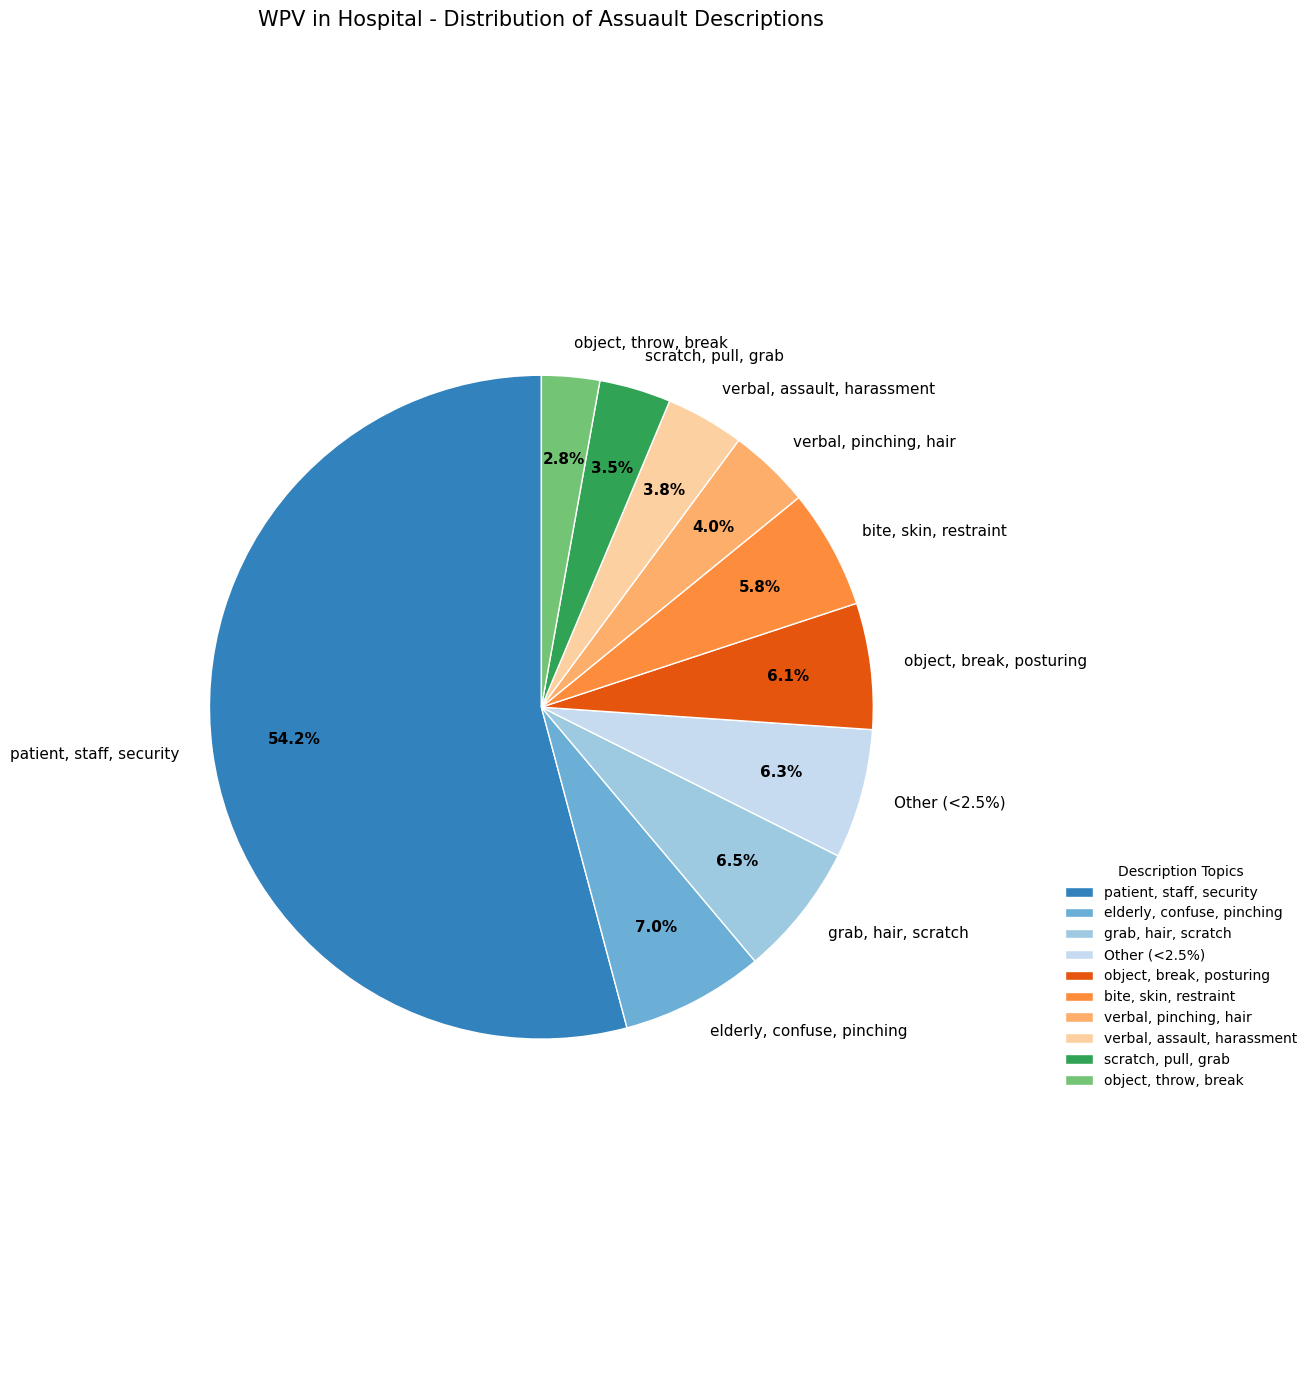 WPV in Hospital - Distribution of Assuault Descriptions
object, throw, break
scratch, pull, grab
verbal, assault, harassment
verbal, pinching, hair
2.8%
3.5%
3.8%
4.0%
bite, skin, restraint
5.8%
object, break, posturing
6.1%
54.2%
patient, staff, security
6.3%
Other (<2.5%)
6.5%
7.0%
grab, hair, scratch
elderly, confuse, pinching
Description Topics
patient, staff, security
elderly, confuse, pinching
grab, hair, scratch
Other (<2.5%)
object, break, posturing
bite, skin, restraint
verbal, pinching, hair
verbal, assault, harassment
scratch, pull, grab
object, throw, break